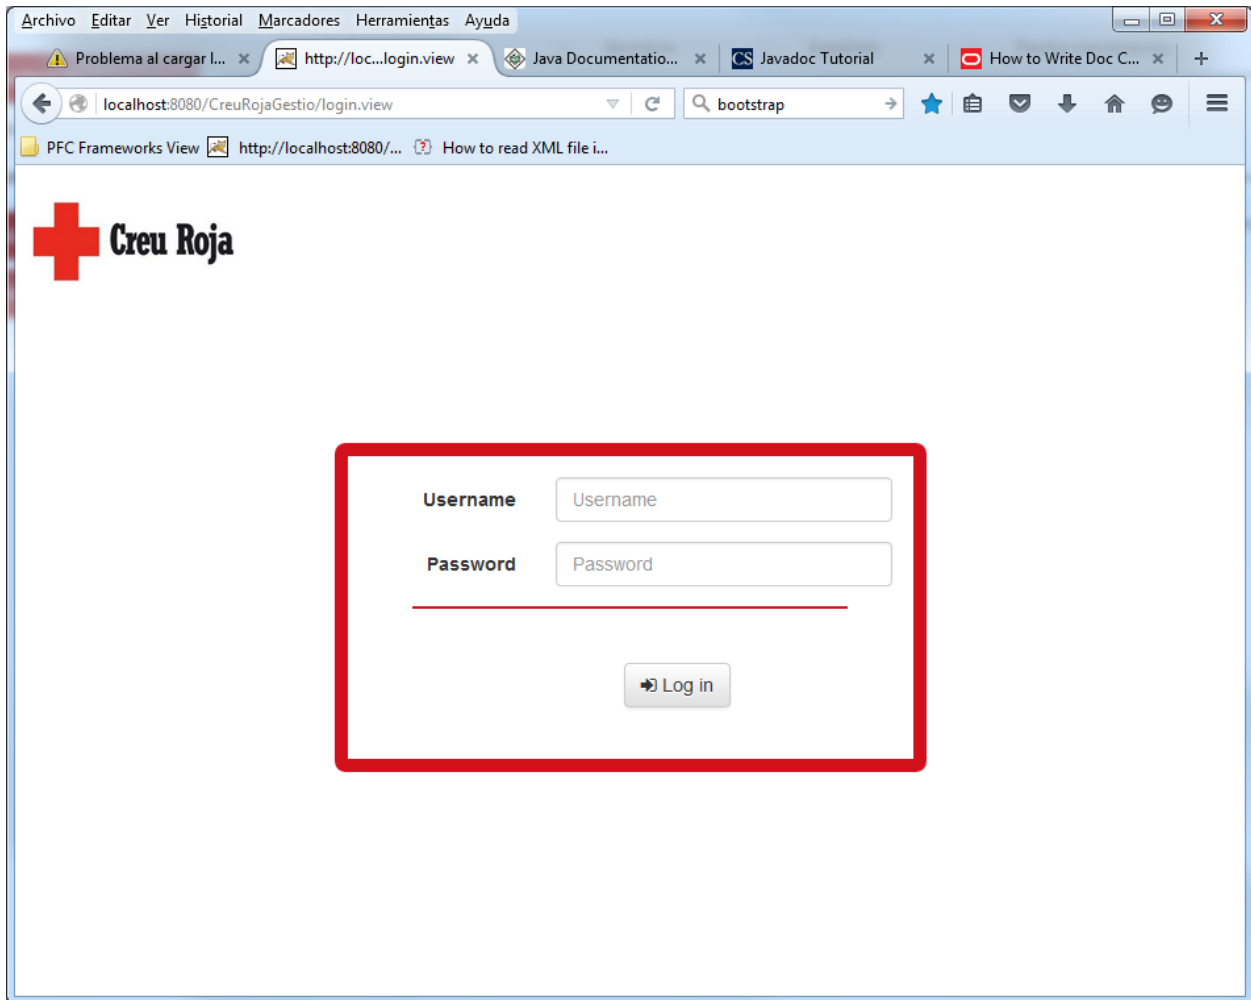 Archivo Editar Ver Historial Marcadores Herramientas Ayuda
Problema al cargar l... http://loc...login.view Java Documentatio... CS Javadoc Tutorial How to Write Doc C...
localhost:8080/CreuRojaGestio/login.view bootstrap
PFC Frameworks View http://localhost:8080/... How to read XML file i...
Creu Roja
Username Username
Password Password
Log in